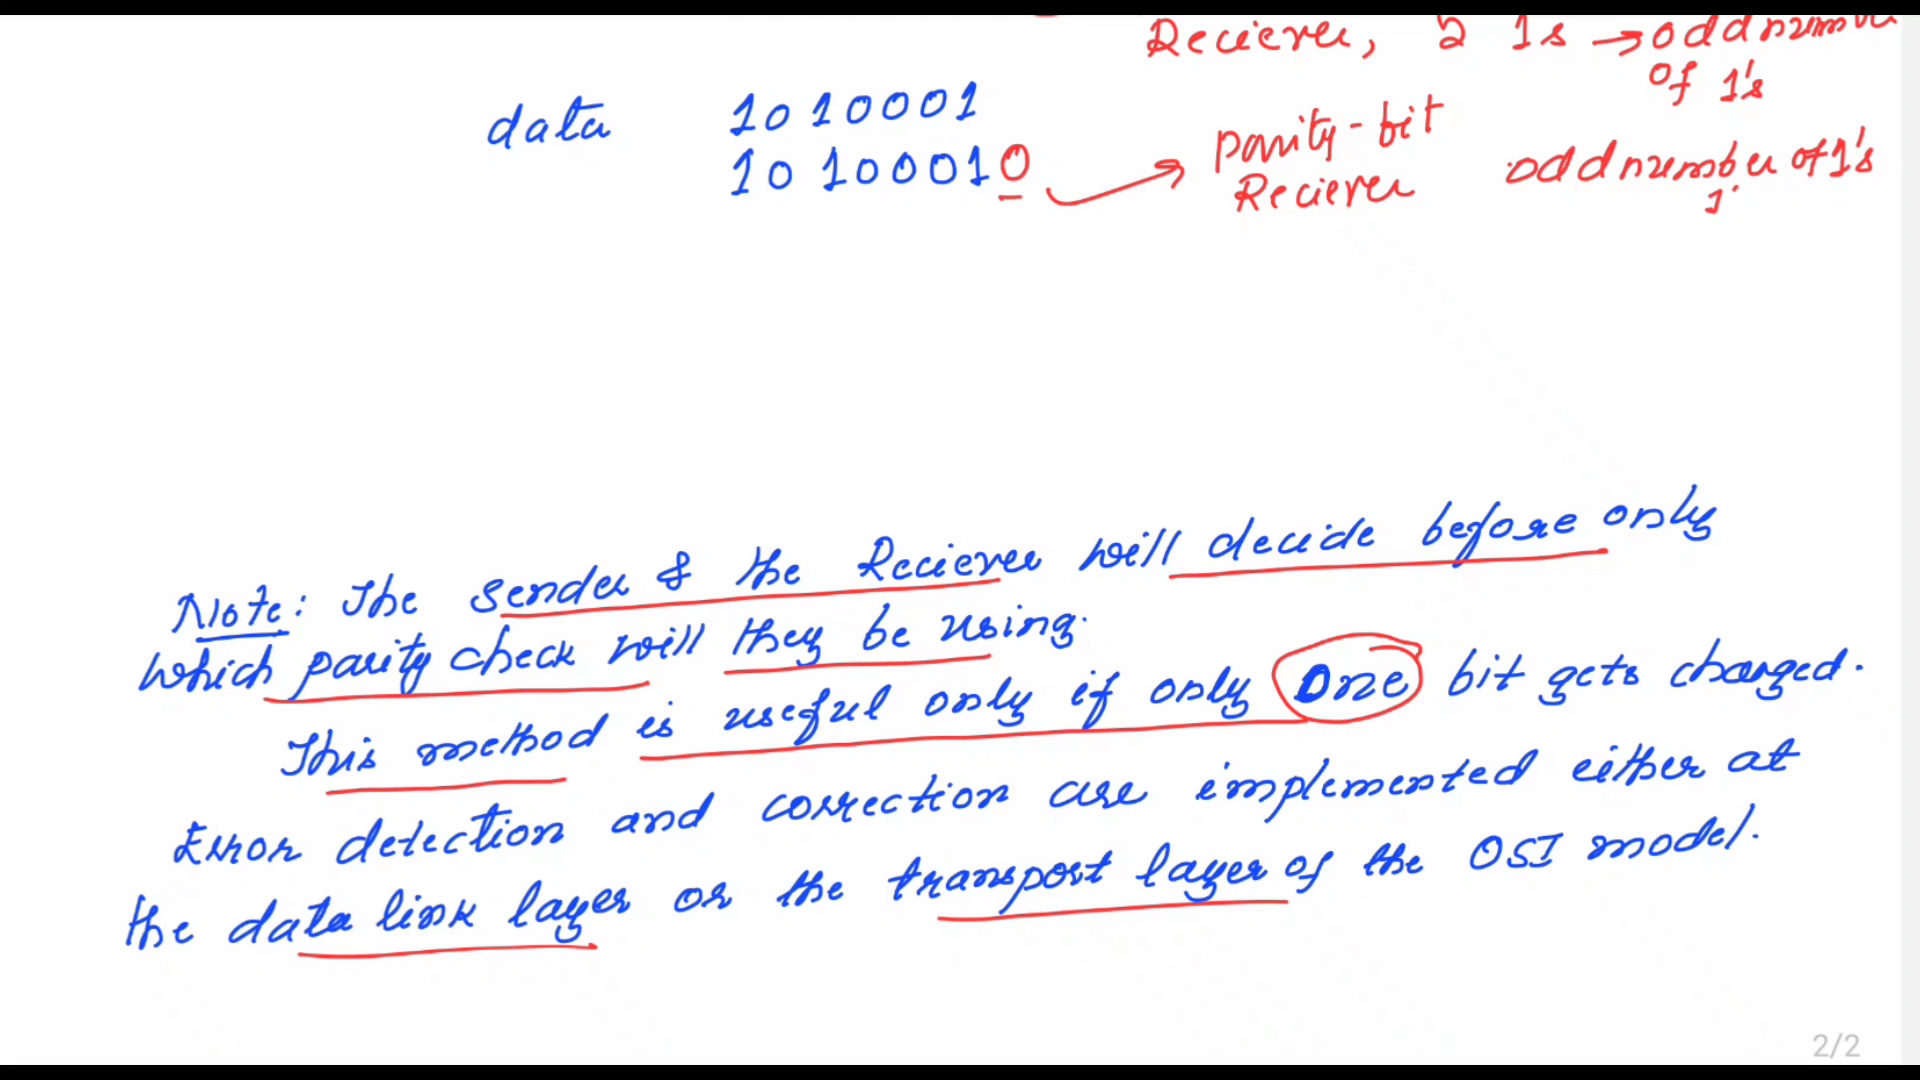 Reciever, 2 1s → odd number
of 1's
data 1010001
10100010 → parity-bit
Reciever
odd number of 1's
1
Note: The sender & the Reciever will decide before only
which parity check will they be using.
This method is useful only if only One bit gets changed.
Error detection and correction are implemented either at
the data link layer or the transport layer of the OSI model.
2/2